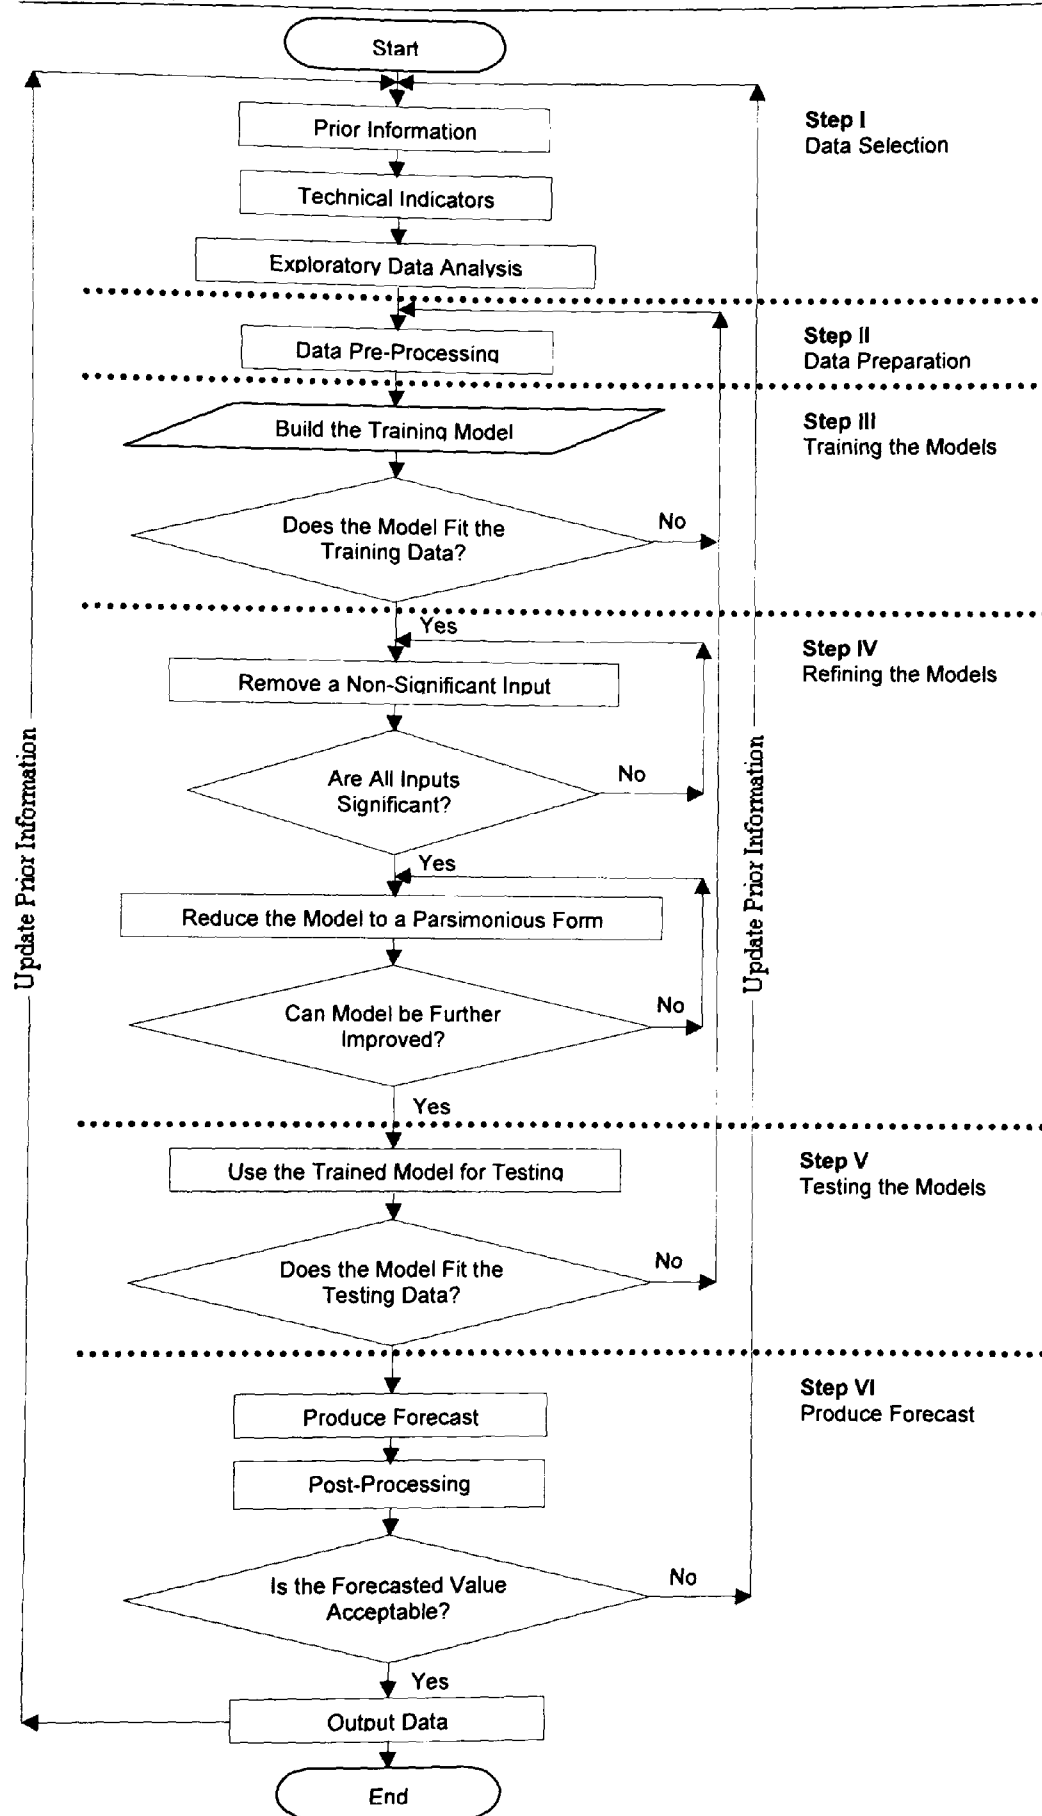 Start
Prior Information
Step I
Data Selection
Technical Indicators
Exploratory Data Analysis
Step II
Data Preparation
Data Pre-Processing
Step III
Training the Models
Build the Training Model
Does the Model Fit the
Training Data?
No
Yes
Step IV
Refining the Models
Remove a Non-Significant Input
Are All Inputs
Significant?
No
Update Prior Information
Update Prior Information
Yes
Reduce the Model to a Parsimonious Form
Can Model be Further
Improved?
No
Yes
Step V
Testing the Models
Use the Trained Model for Testing
Does the Model Fit the
Testing Data?
No
Step VI
Produce Forecast
Produce Forecast
Post-Processing
Is the Forecasted Value
Acceptable?
No
Yes
Output Data
End